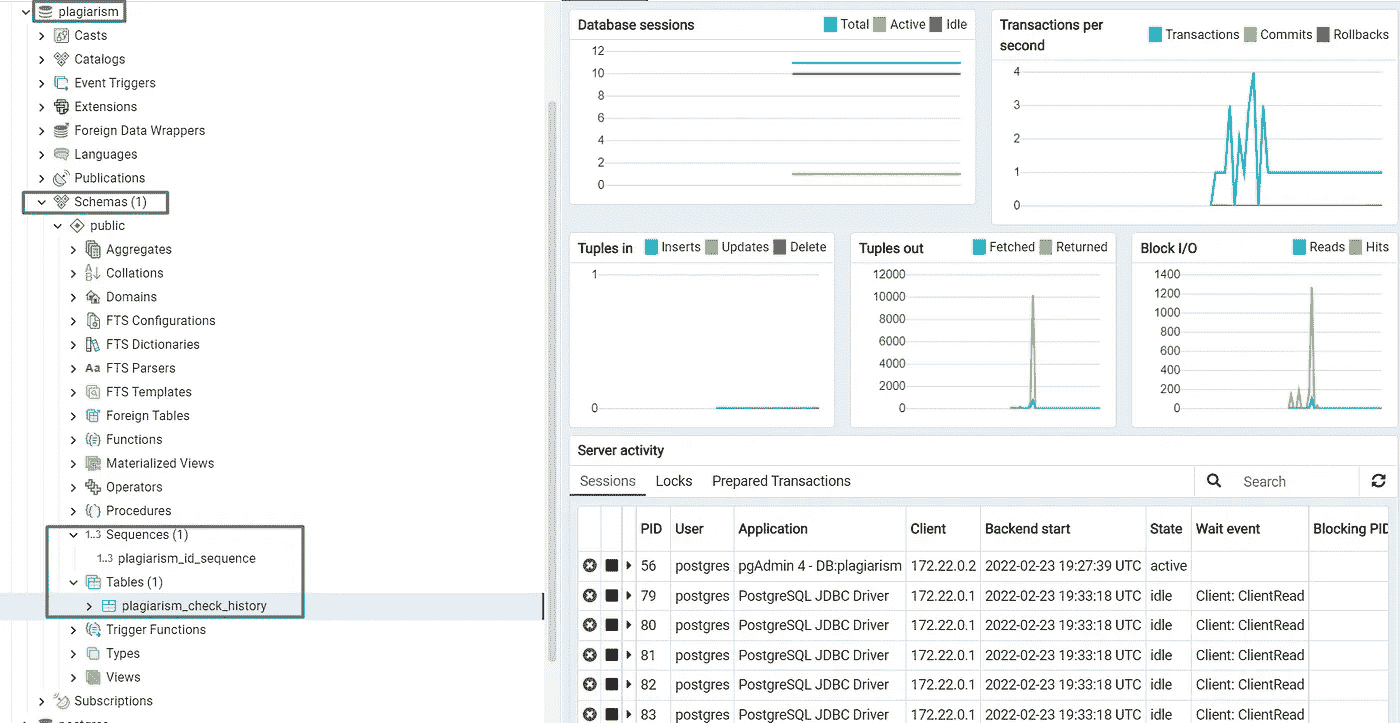 plagiarism
Casts
Catalogs
Event Triggers
Extensions
Foreign Data Wrappers
Languages
Publications
Schemas (1)
public
Aggregates
Collations
Domains
FTS Configurations
FTS Dictionaries
Aa FTS Parsers
FTS Templates
Foreign Tables
Functions
Materialized Views
Operators
Procedures
1..3 Sequences (1)
1..3 plagiarism_id_sequence
Tables (1)
plagiarism_check_history
Trigger Functions
Types
Views
Subscriptions
Database sessions Total Active Idle
12
10
8
6
4
2
0
Transactions per second Transactions Commits Rollbacks
4
3
2
1
0
Tuples in Inserts Updates Delete
1
0
Tuples out Fetched Returned
12000
10000
8000
6000
4000
2000
0
Block I/O Reads Hits
1400
1200
1000
800
600
400
200
0
Server activity
Sessions Locks Prepared Transactions Search
PID User Application Client Backend start State Wait event Blocking PID
56 postgres pgAdmin 4 - DB:plagiarism 172.22.0.2 2022-02-23 19:27:39 UTC active
79 postgres PostgreSQL JDBC Driver 172.22.0.1 2022-02-23 19:33:18 UTC idle Client: ClientRead
80 postgres PostgreSQL JDBC Driver 172.22.0.1 2022-02-23 19:33:18 UTC idle Client: ClientRead
81 postgres PostgreSQL JDBC Driver 172.22.0.1 2022-02-23 19:33:18 UTC idle Client: ClientRead
82 postgres PostgreSQL JDBC Driver 172.22.0.1 2022-02-23 19:33:18 UTC idle Client: ClientRead
83 postgres PostgreSQL JDBC Driver 172.22.0.1 2022-02-23 19:33:18 UTC idle Client: ClientRead